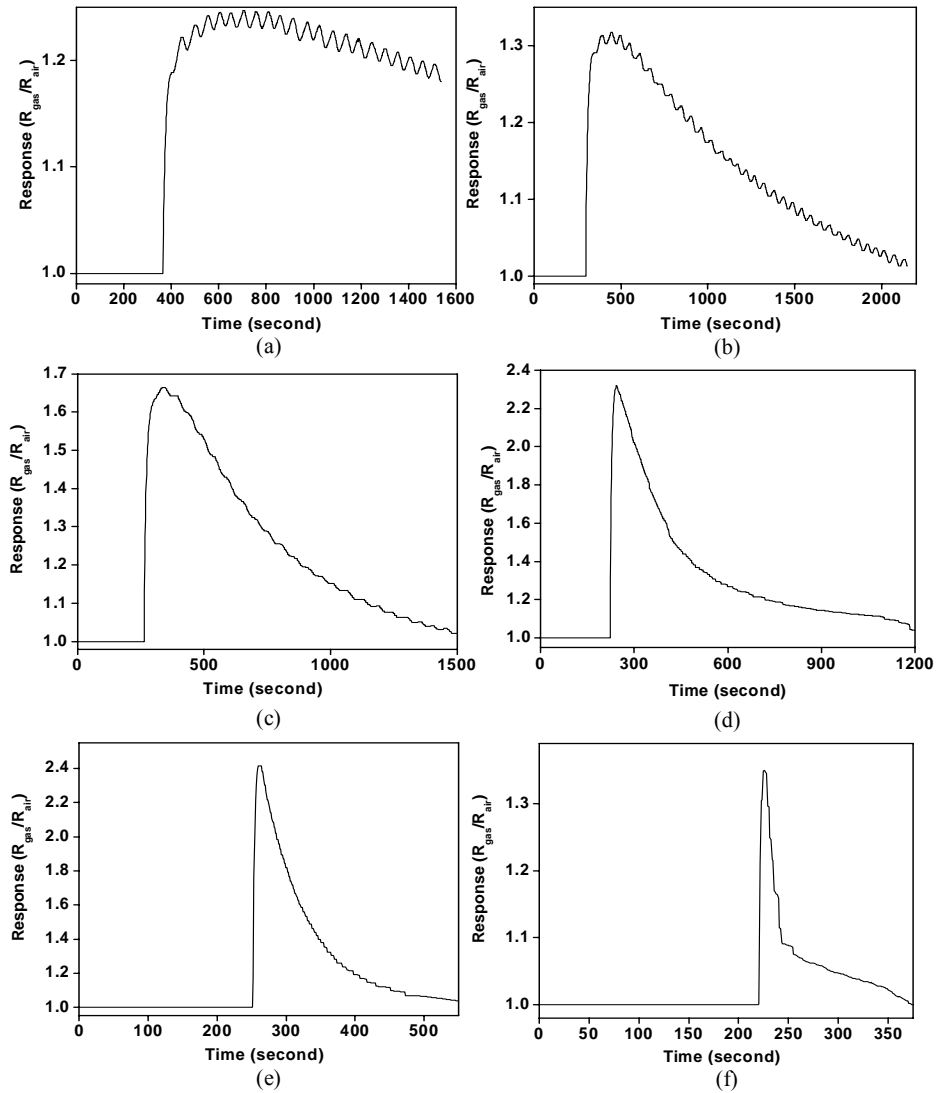 1.2
1.1
1.0
Response (Rgas/Rair)
0 200 400 600 800 1000 1200 1400 1600
Time (second)
(a)
1.3
1.2
1.1
1.0
Response (Rgas/Rair)
0 500 1000 1500 2000
Time (second)
(b)
1.7
1.6
1.5
1.4
1.3
1.2
1.1
1.0
Response (Rgas/Rair)
0 500 1000 1500
Time (second)
(c)
2.4
2.2
2.0
1.8
1.6
1.4
1.2
1.0
Response (Rgas/Rair)
0 300 600 900 1200
Time (second)
(d)
2.4
2.2
2.0
1.8
1.6
1.4
1.2
1.0
Response (Rgas/Rair)
0 100 200 300 400 500
Time (second)
(e)
1.3
1.2
1.1
1.0
Response (Rgas/Rair)
0 50 100 150 200 250 300 350
Time (second)
(f)